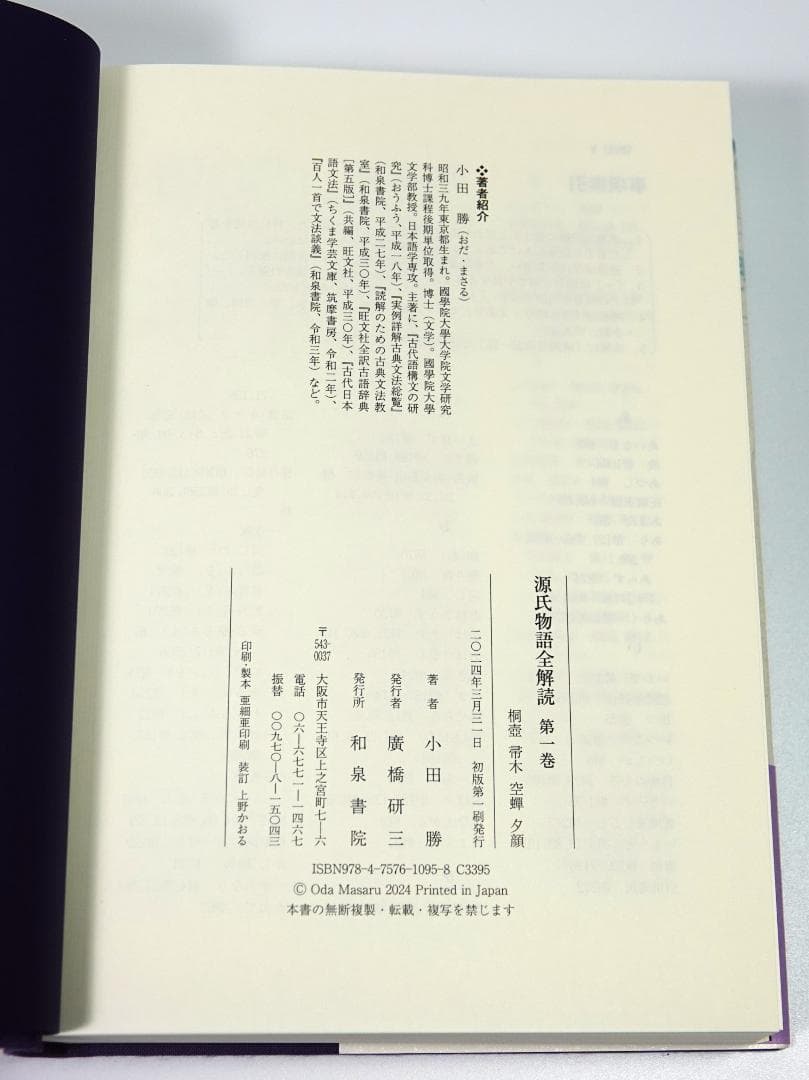 ❖著者紹介
小田　勝（おだ・まさる）
昭和三九年東京都生まれ。國學院大學大学院文学研究
科博士課程後期単位取得。博士（文学）。國學院大學
文学部教授。日本語学専攻。主著に、『古代語構文の研
究』（おうふう、平成一八年）、『実例詳解古典文法総覧』
（和泉書院、平成二七年）、『読解のための古典文法教
室』（和泉書院、平成三〇年）、『旺文社全訳古語辞典
［第五版］』（共編、旺文社、平成三〇年）、『古代日本
語文法』（ちくま学芸文庫、筑摩書房、令和二年）、
『百人一首で文法談義』（和泉書院、令和三年）など。
源氏物語全解読　第一巻
桐壺　帚木　空蟬　夕顔
二〇二四年三月三一日　初版第一刷発行
著者　小田　勝
発行者　廣橋研三
発行所　和泉書院
〒543-0037　大阪市天王寺区上之宮町七―六
電話　〇六―六七七一―一四六七
振替　〇〇九七〇―八―一五〇四三
印刷・製本　亜細亜印刷　装訂　上野かおる
ISBN978-4-7576-1095-8 C3395
© Oda Masaru 2024 Printed in Japan
本書の無断複製・転載・複写を禁じます